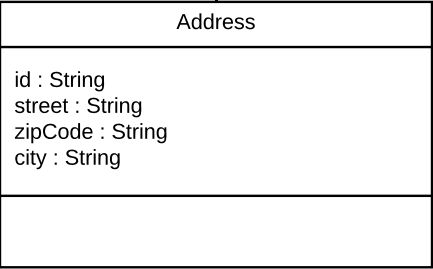 Address
id : String
street : String
zipCode : String
city : String